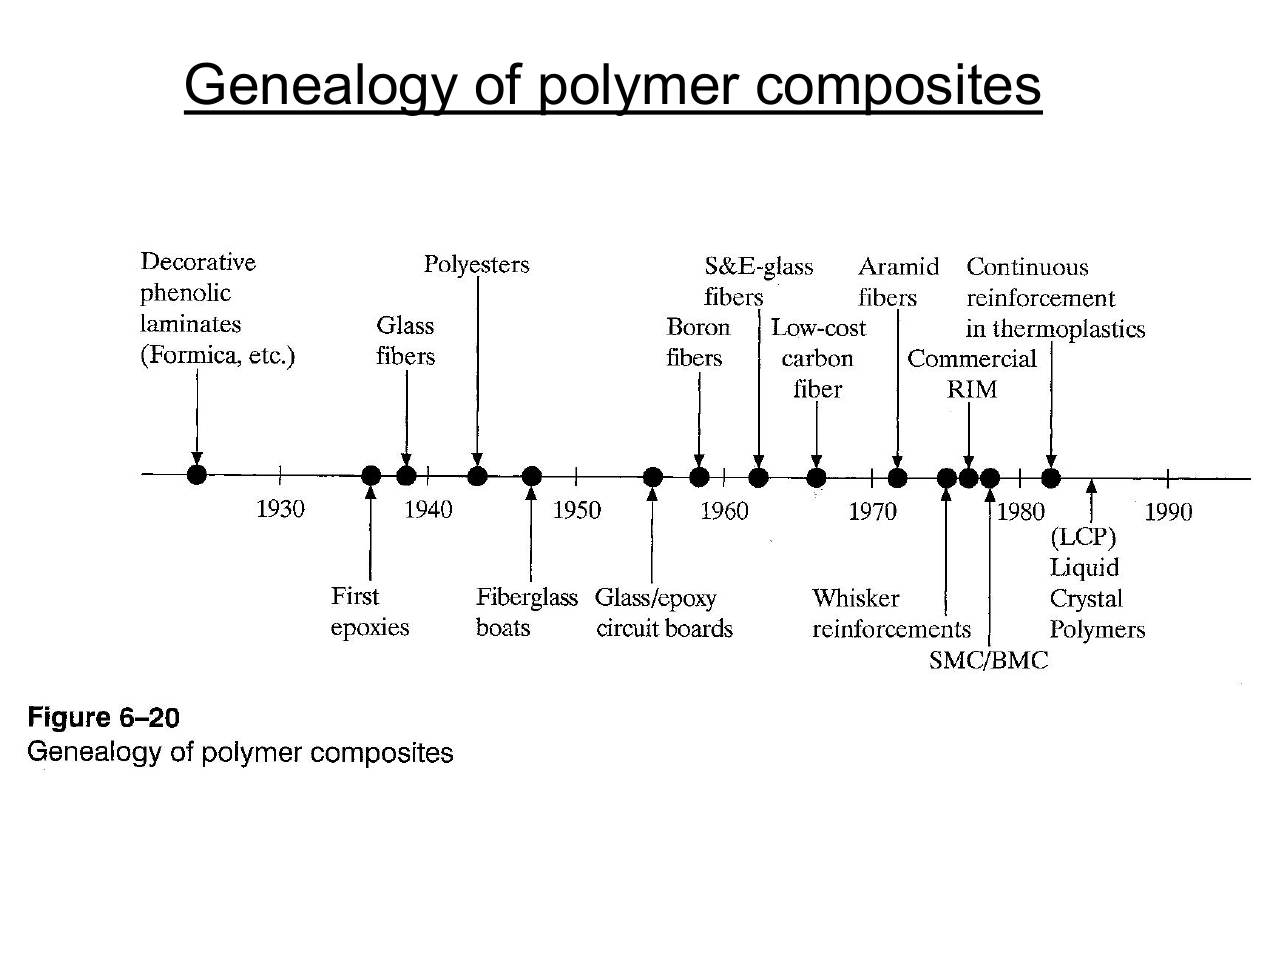 Genealogy of polymer composites
Decorative
phenolic
laminates
(Formica, etc.)
Glass
fibers
Polyesters
Boron
fibers
S&E-glass
fibers
Low-cost
carbon
fiber
Aramid
fibers
Commercial
RIM
Continuous
reinforcement
in thermoplastics
1930
1940
1950
1960
1970
1980
1990
First
epoxies
Fiberglass
boats
Glass/epoxy
circuit boards
Whisker
reinforcements
SMC/BMC
(LCP)
Liquid
Crystal
Polymers
Figure 6–20
Genealogy of polymer composites